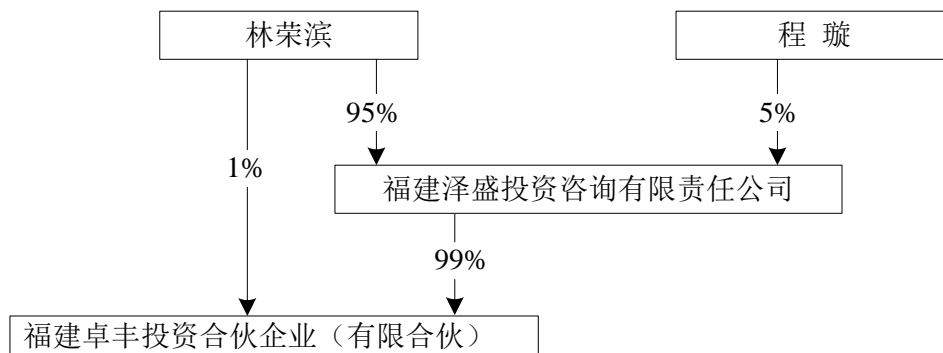 林荣滨
程 璇
95%
5%
1%
福建泽盛投资咨询有限责任公司
99%
福建卓丰投资合伙企业（有限合伙）